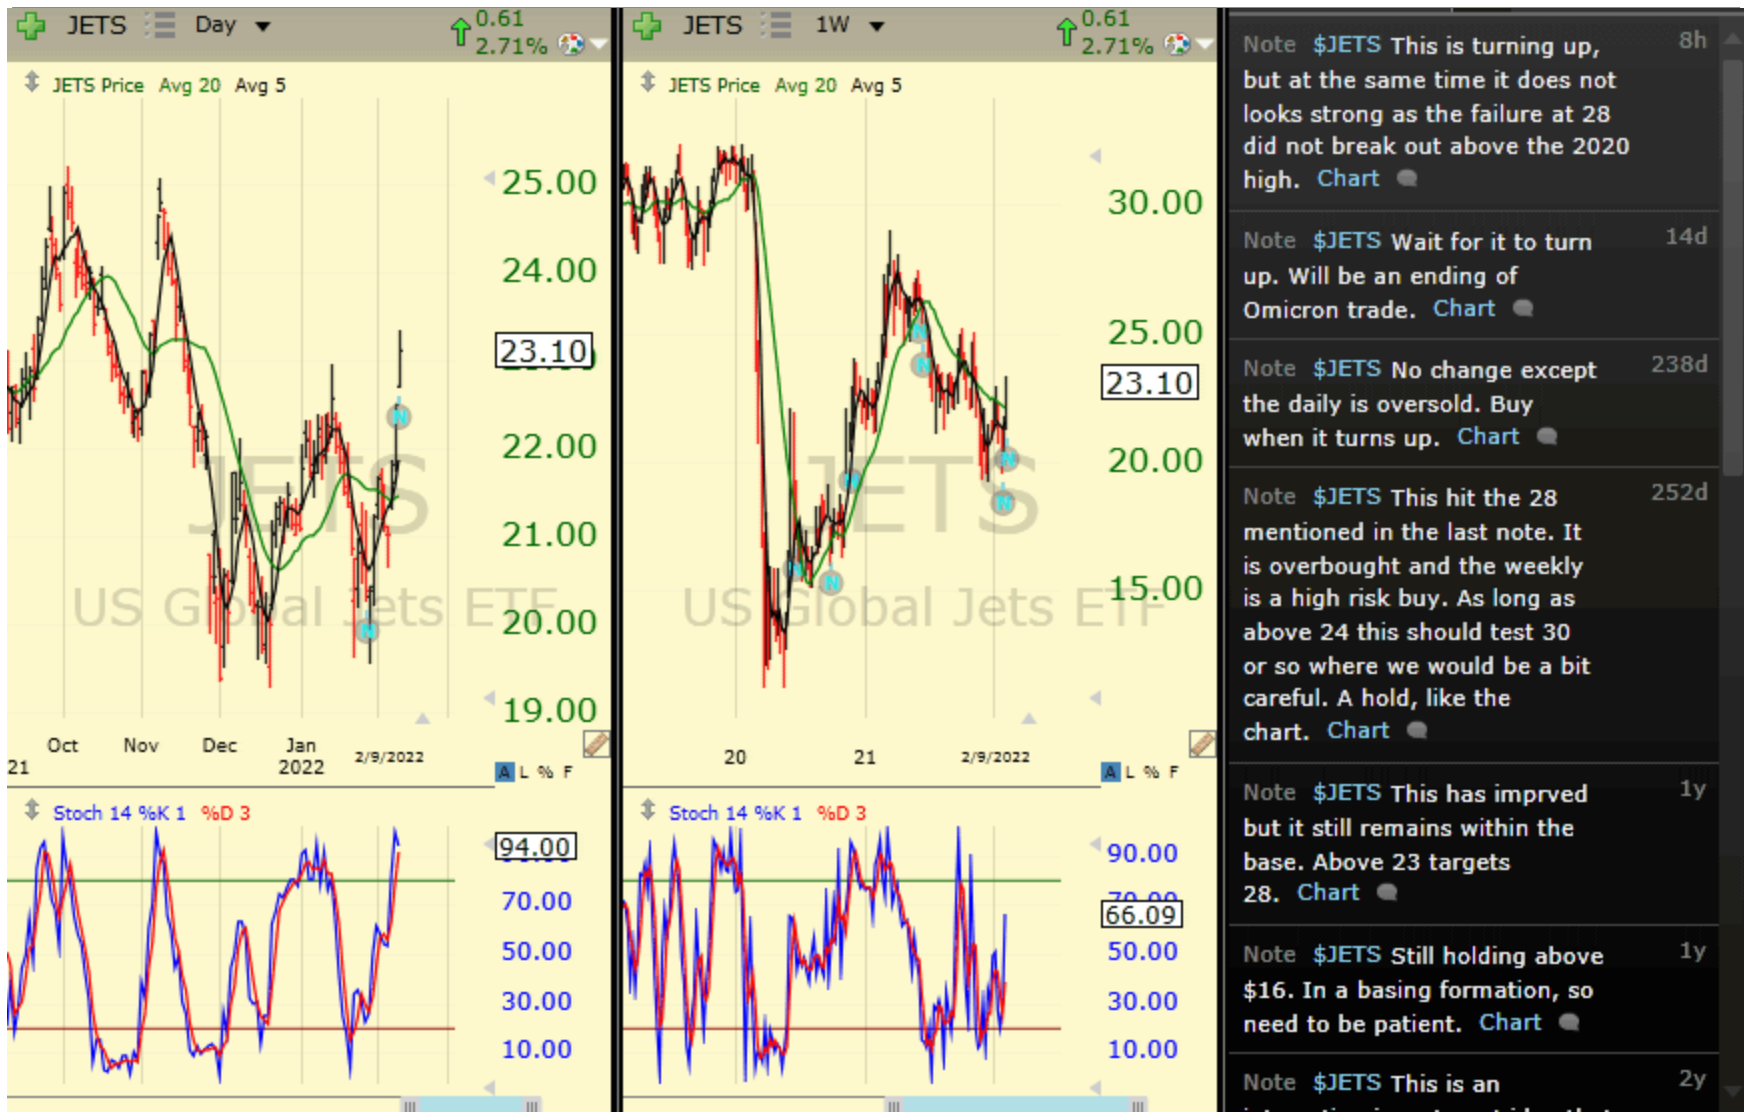 JETS Day
0.61
2.71%
JETS Price Avg 20 Avg 5
25.00
24.00
23.10
22.00
21.00
20.00
19.00
JETS
US Global Jets ETF
Oct Nov Dec Jan
21 2022 2/9/2022
A L % F
Stoch 14 %K 1 %D 3
94.00
70.00
50.00
30.00
10.00
JETS 1W
0.61
2.71%
JETS Price Avg 20 Avg 5
30.00
25.00
23.10
20.00
15.00
JETS
US Global Jets ETF
20 21 2/9/2022
A L % F
Stoch 14 %K 1 %D 3
90.00
70.00
66.09
50.00
30.00
10.00
Note $JETS This is turning up, 8h
but at the same time it does not
looks strong as the failure at 28
did not break out above the 2020
high. Chart
Note $JETS Wait for it to turn 14d
up. Will be an ending of
Omicron trade. Chart
Note $JETS No change except 238d
the daily is oversold. Buy
when it turns up. Chart
Note $JETS This hit the 28 252d
mentioned in the last note. It
is overbought and the weekly
is a high risk buy. As long as
above 24 this should test 30
or so where we would be a bit
careful. A hold, like the
chart. Chart
Note $JETS This has imprved 1y
but it still remains within the
base. Above 23 targets
28. Chart
Note $JETS Still holding above 1y
$16. In a basing formation, so
need to be patient. Chart
Note $JETS This is an 2y